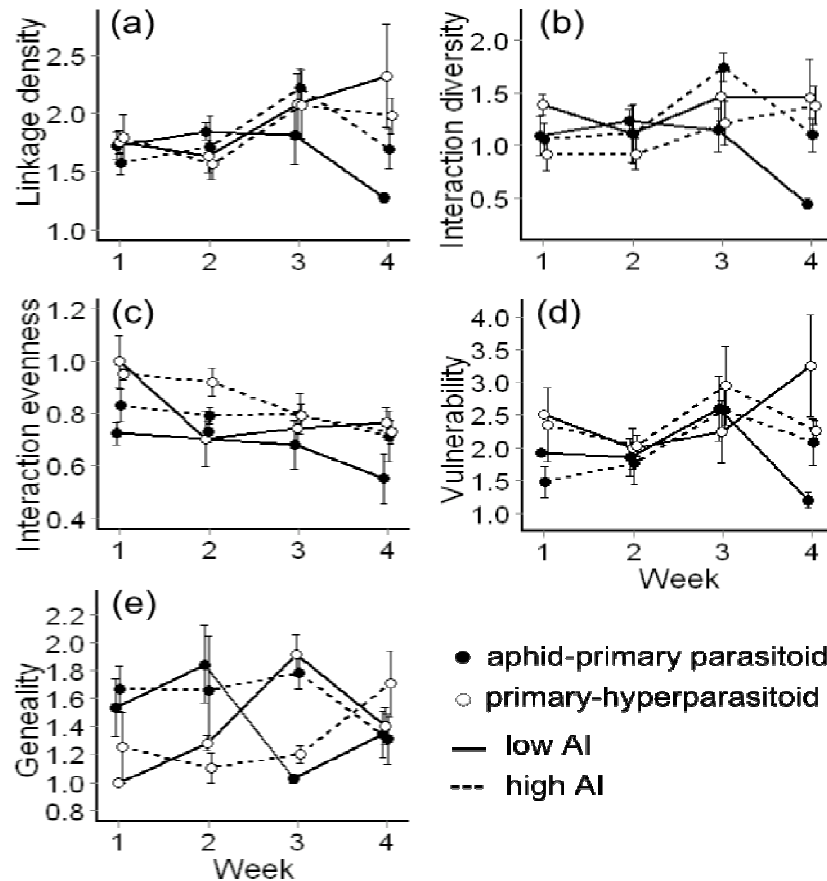 (a)
Linkage density
2.5
2.0
1.5
1.0
1 2 3 4
(b)
Interaction diversity
2.0
1.5
1.0
0.5
1 2 3 4
(c)
Interaction evenness
1.2
1.0
0.8
0.6
0.4
1 2 3 4
(d)
Vulnerability
4.0
3.5
3.0
2.5
2.0
1.5
1.0
1 2 3 4
Week
(e)
Geneality
2.2
2.0
1.8
1.6
1.4
1.2
1.0
0.8
1 2 3 4
Week
aphid-primary parasitoid
primary-hyperparasitoid
low AI
high AI